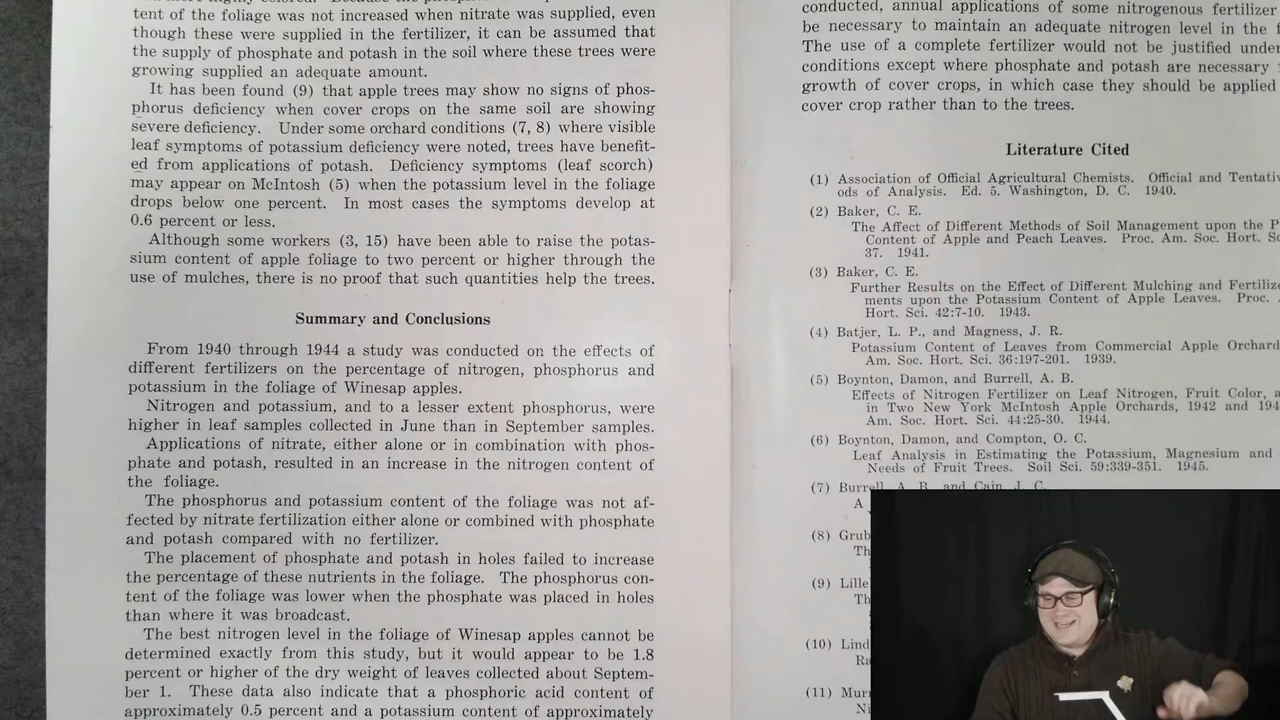 tent of the foliage was not increased when nitrate was supplied, even
though these were supplied in the fertilizer, it can be assumed that
the supply of phosphate and potash in the soil where these trees were
growing supplied an adequate amount.
It has been found (9) that apple trees may show no signs of phos-
phorus deficiency when cover crops on the same soil are showing
severe deficiency. Under some orchard conditions (7, 8) where visible
leaf symptoms of potassium deficiency were noted, trees have benefit-
ed from applications of potash. Deficiency symptoms (leaf scorch)
may appear on McIntosh (5) when the potassium level in the foliage
drops below one percent. In most cases the symptoms develop at
0.6 percent or less.
Although some workers (3, 15) have been able to raise the potas-
sium content of apple foliage to two percent or higher through the
use of mulches, there is no proof that such quantities help the trees.
Summary and Conclusions
From 1940 through 1944 a study was conducted on the effects of
different fertilizers on the percentage of nitrogen, phosphorus and
potassium in the foliage of Winesap apples.
Nitrogen and potassium, and to a lesser extent phosphorus, were
higher in leaf samples collected in June than in September samples.
Applications of nitrate, either alone or in combination with phos-
phate and potash, resulted in an increase in the nitrogen content of
the foliage.
The phosphorus and potassium content of the foliage was not af-
fected by nitrate fertilization either alone or combined with phosphate
and potash compared with no fertilizer.
The placement of phosphate and potash in holes failed to increase
the percentage of these nutrients in the foliage. The phosphorus con-
tent of the foliage was lower when the phosphate was placed in holes
than where it was broadcast.
The best nitrogen level in the foliage of Winesap apples cannot be
determined exactly from this study, but it would appear to be 1.8
percent or higher of the dry weight of leaves collected about Septem-
ber 1. These data also indicate that a phosphoric acid content of
approximately 0.5 percent and a potassium content of approximately
conducted, annual applications of some nitrogenous fertilizer
be necessary to maintain an adequate nitrogen level in the
The use of a complete fertilizer would not be justified under
conditions except where phosphate and potash are necessary
growth of cover crops, in which case they should be applied
cover crop rather than to the trees.
Literature Cited
(1) Association of Official Agricultural Chemists. Official and Tentativ
ods of Analysis. Ed. 5. Washington, D. C. 1940.
(2) Baker, C. E.
The Affect of Different Methods of Soil Management upon the P
Content of Apple and Peach Leaves. Proc. Am. Soc. Hort. Sc
37. 1941.
(3) Baker, C. E.
Further Results on the Effect of Different Mulching and Fertilize
ments upon the Potassium Content of Apple Leaves. Proc.
Hort. Sci. 42:7-10. 1943.
(4) Batjer, L. P., and Magness, J. R.
Potassium Content of Leaves from Commercial Apple Orchard
Am. Soc. Hort. Sci. 36:197-201. 1939.
(5) Boynton, Damon, and Burrell, A. B.
Effects of Nitrogen Fertilizer on Leaf Nitrogen, Fruit Color, a
in Two New York McIntosh Apple Orchards, 1942 and 194
Am. Soc. Hort. Sci. 44:25-30. 1944.
(6) Boynton, Damon, and Compton, O. C.
Leaf Analysis in Estimating the Potassium, Magnesium and
Needs of Fruit Trees. Soil Sci. 59:339-351. 1945.
(7) Burrell, A. B. and Cain, J. C.
A
(8) Grub
Th
(9) Lille
Th
(10) Lind
Ra
(11) Murr
Ni